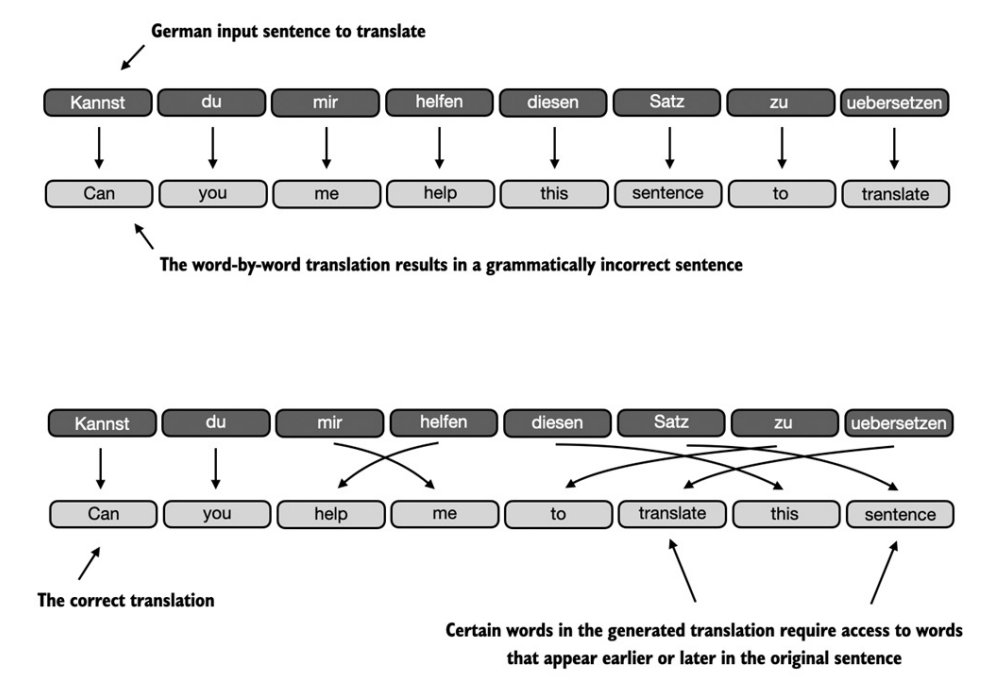 German input sentence to translate
Kannst du mir helfen diesen Satz zu uebersetzen
Can you me help this sentence to translate
The word-by-word translation results in a grammatically incorrect sentence
Kannst du mir helfen diesen Satz zu uebersetzen
Can you help me to translate this sentence
The correct translation
Certain words in the generated translation require access to words
that appear earlier or later in the original sentence